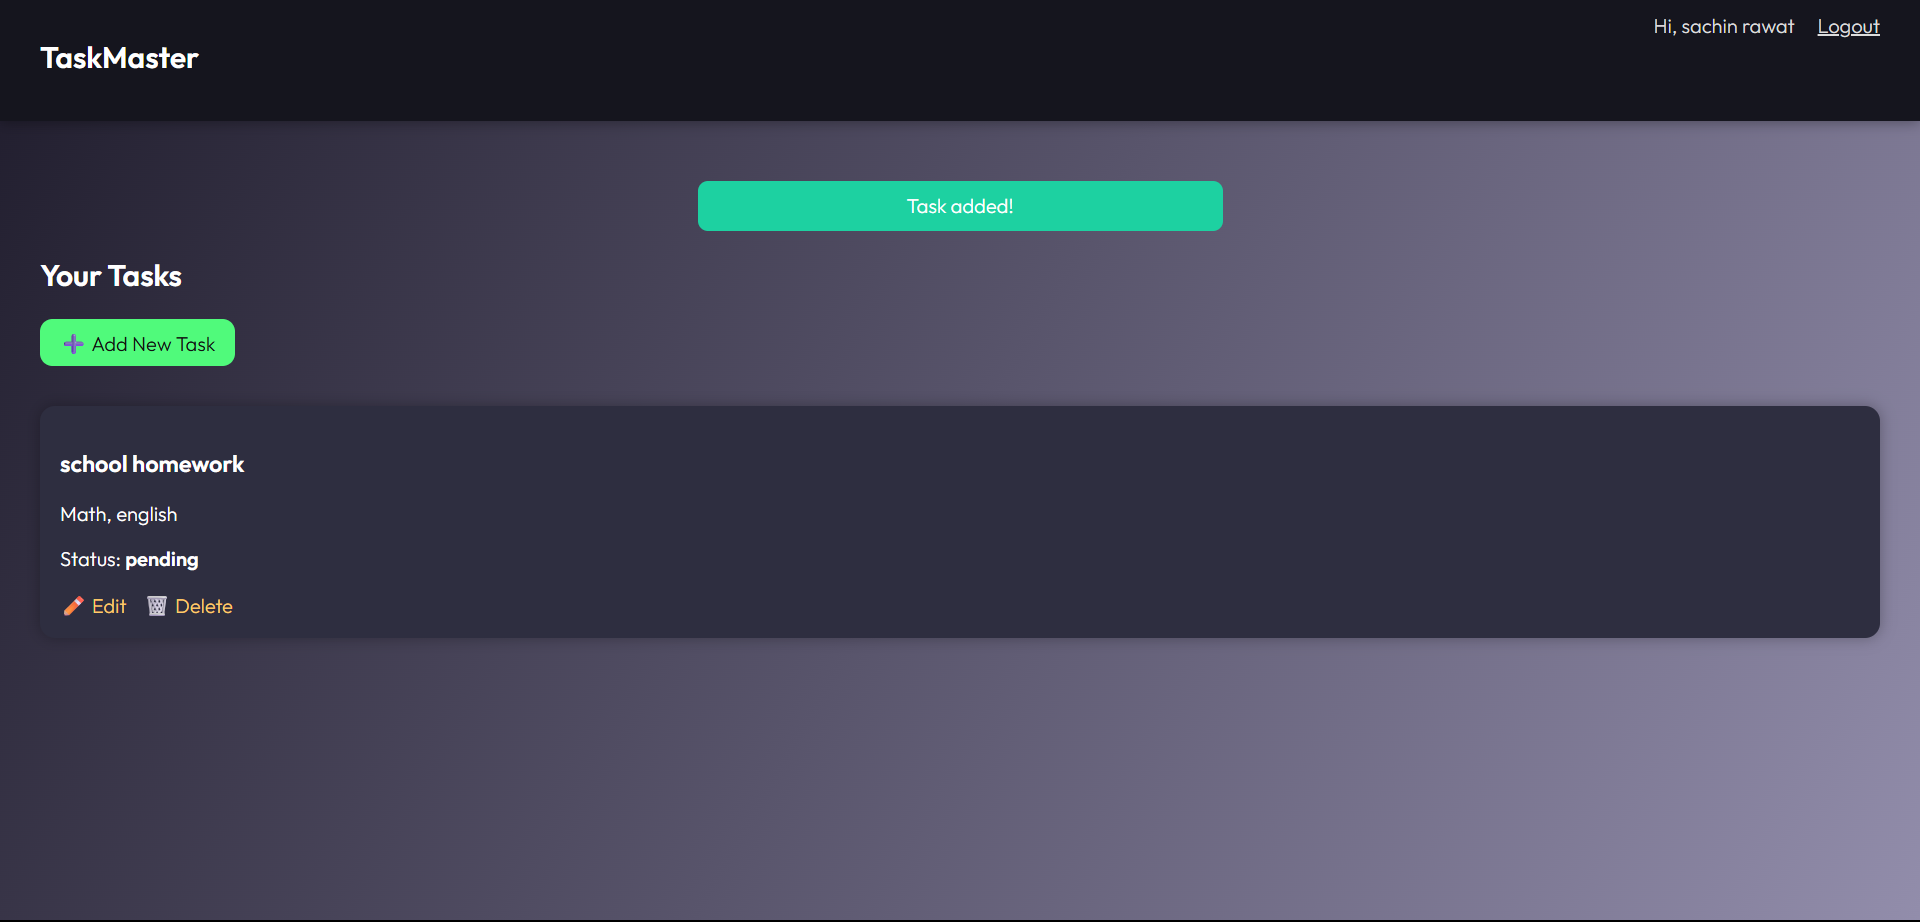 Hi, sachin rawat Logout
TaskMaster
Task added!
Your Tasks
➕ Add New Task
school homework
Math, english
Status: pending
✏️ Edit 🗑️ Delete